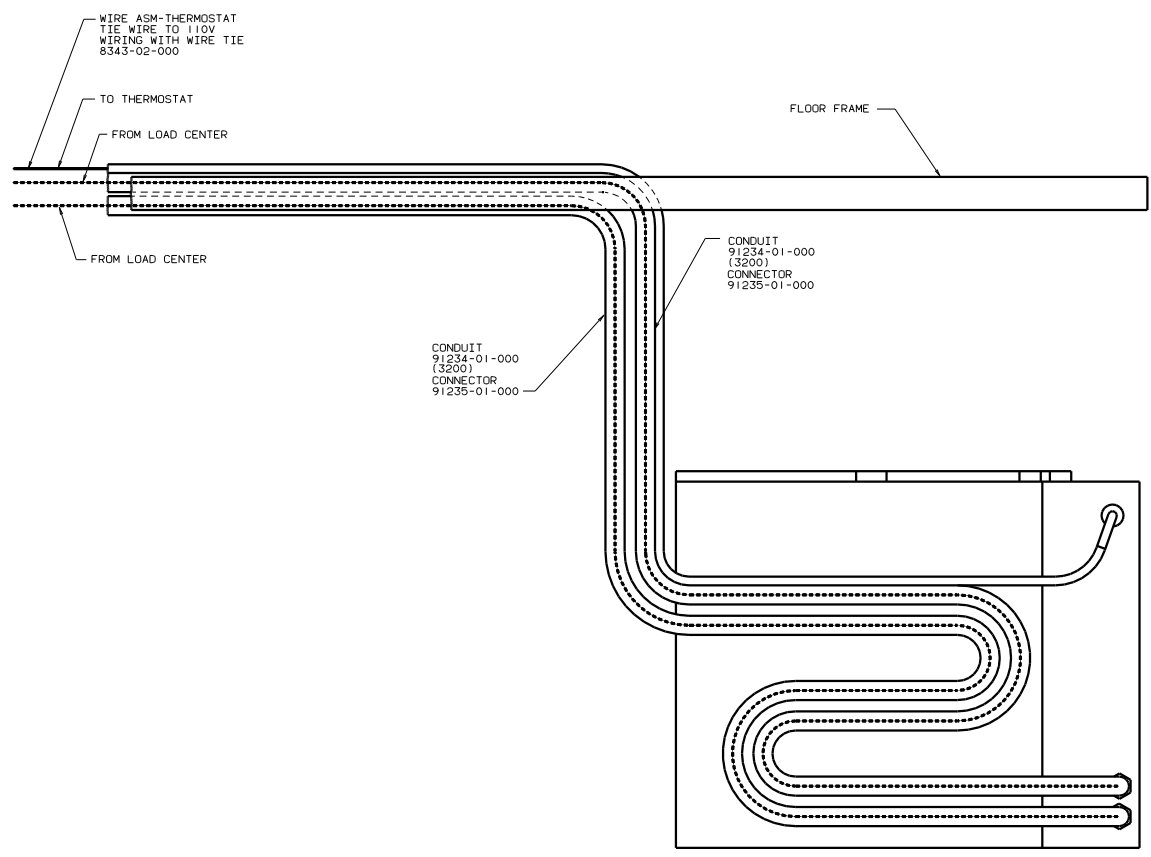 WIRE ASM-THERMOSTAT
TIE WIRE TO 110V
WIRING WITH WIRE TIE
8343-02-000
TO THERMOSTAT
FROM LOAD CENTER
FLOOR FRAME
FROM LOAD CENTER
CONDUIT
91234-01-000
(3200)
CONNECTOR
91235-01-000
CONDUIT
91234-01-000
(3200)
CONNECTOR
91235-01-000